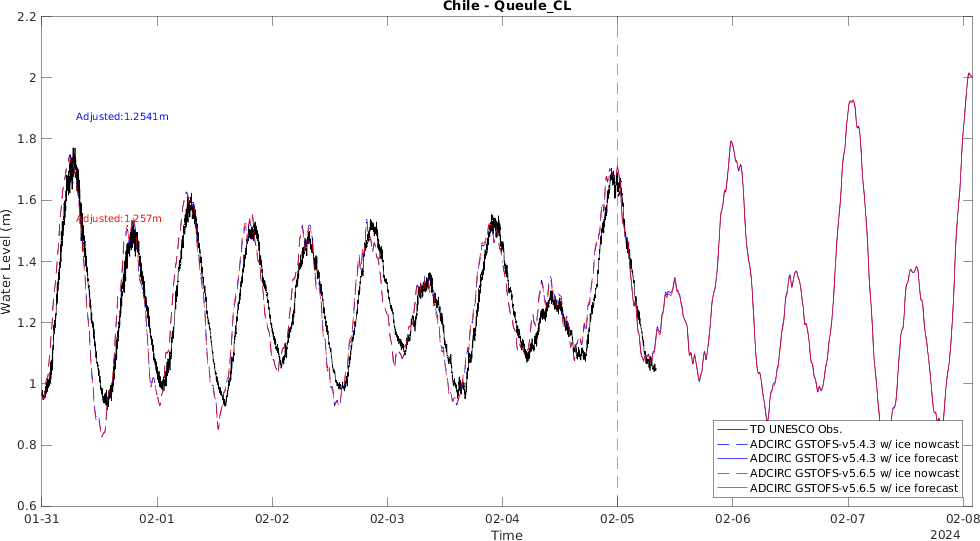 Chile - Queule_CL
2.2
2
1.8
1.6
1.4
1.2
1
0.8
0.6
Water Level (m)
Adjusted:1.2541m
Adjusted:1.257m
TD UNESCO Obs.
ADCIRC GSTOFS-v5.4.3 w/ ice nowcast
ADCIRC GSTOFS-v5.4.3 w/ ice forecast
ADCIRC GSTOFS-v5.6.5 w/ ice nowcast
ADCIRC GSTOFS-v5.6.5 w/ ice forecast
01-31 02-01 02-02 02-03 02-04 02-05 02-06 02-07 02-08
Time
2024